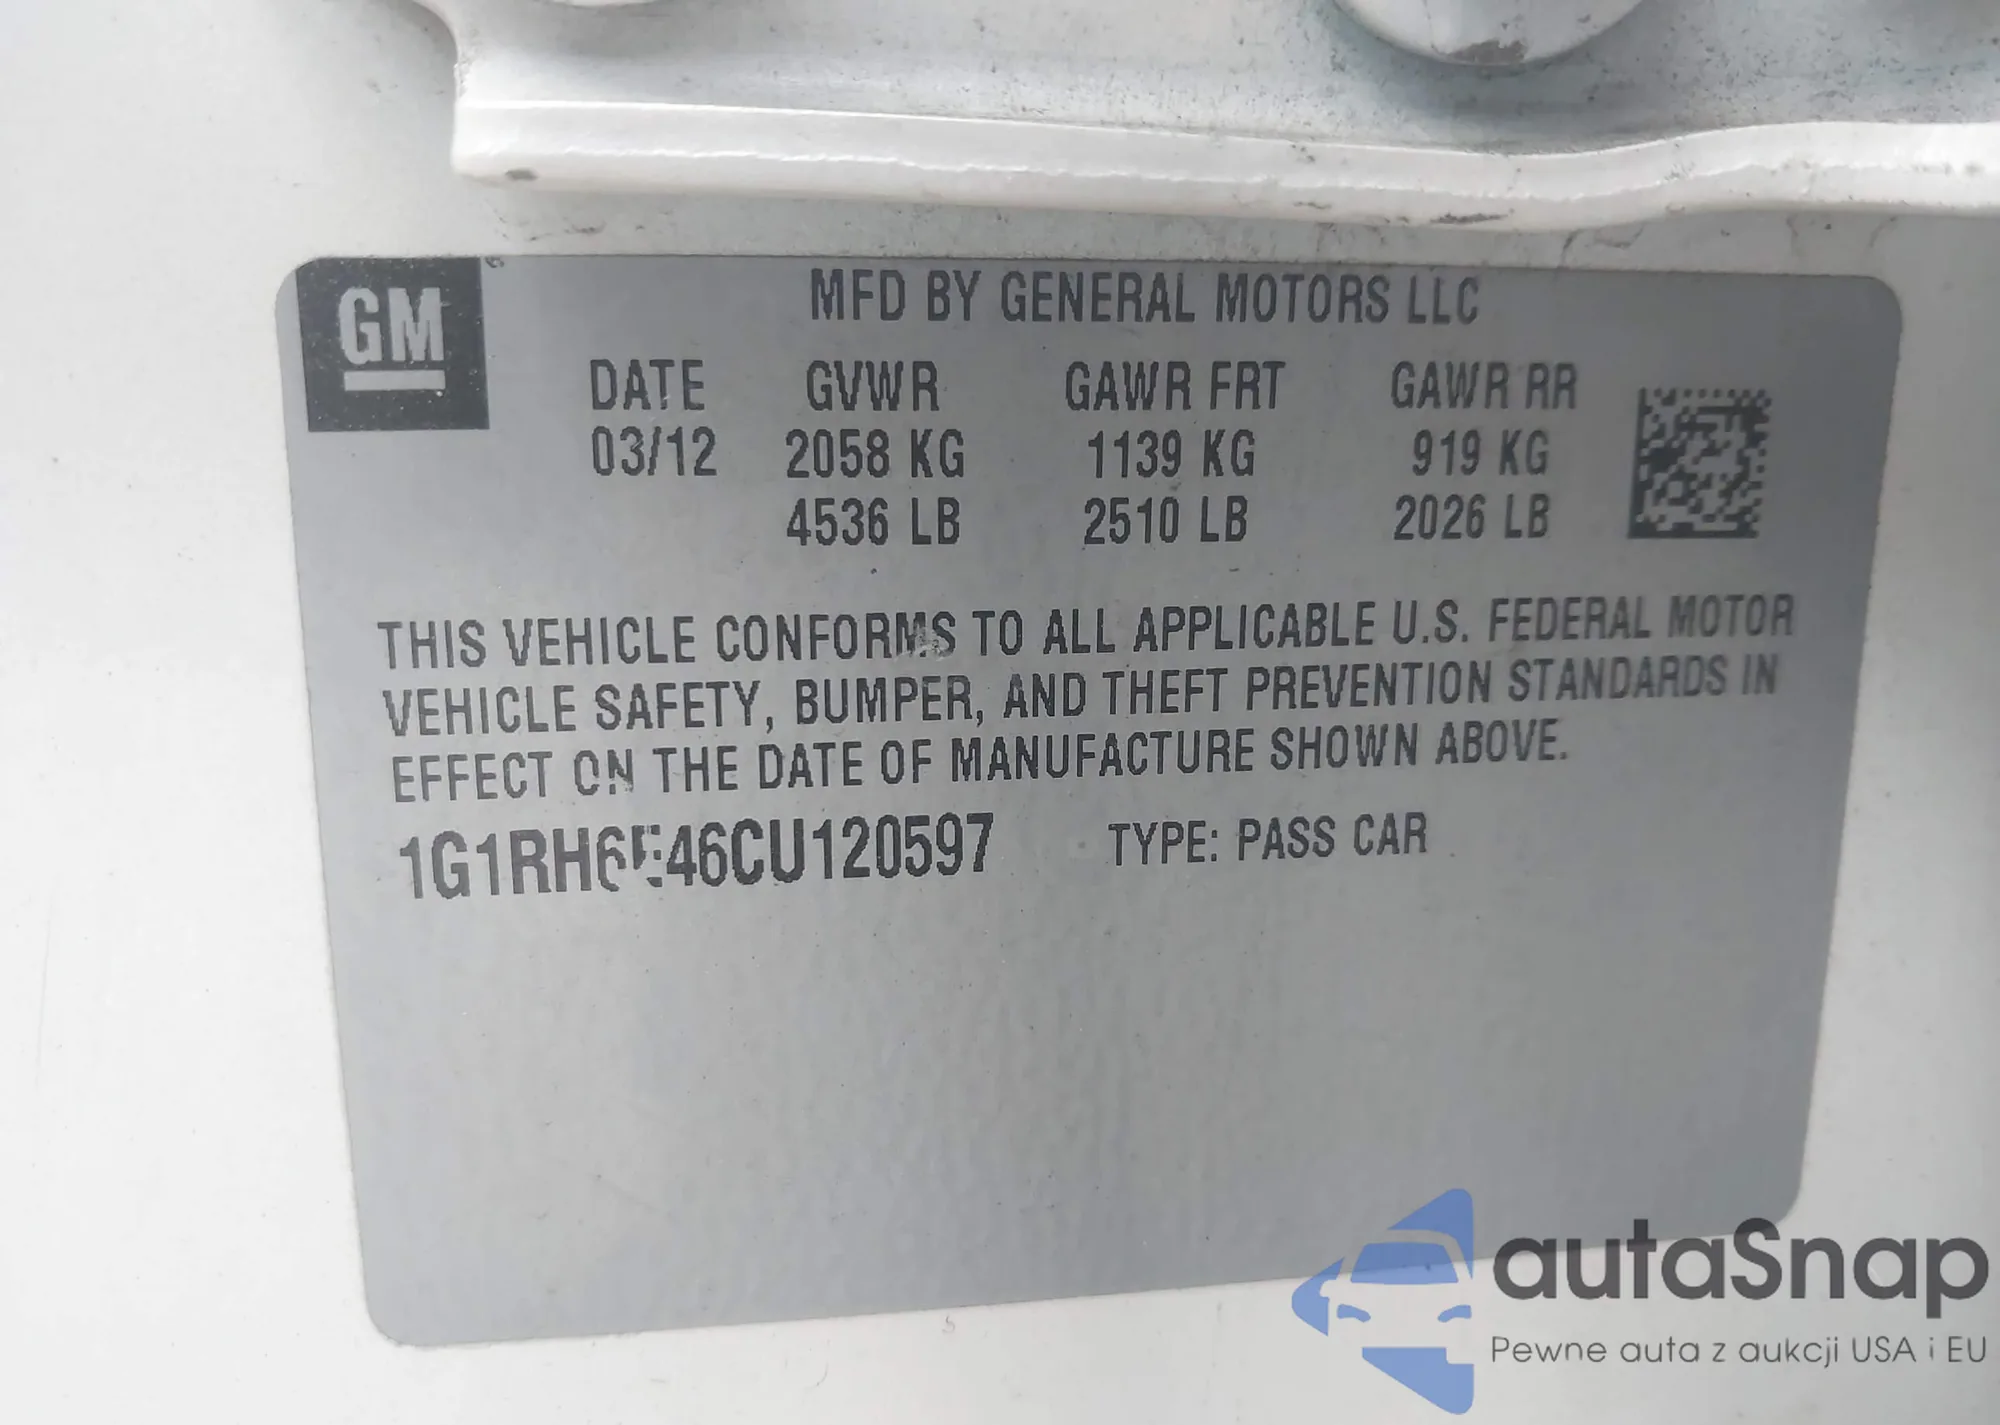 GM
MFD BY GENERAL MOTORS LLC
DATE GVWR GAWR FRT GAWR RR
03/12 2058 KG 1139 KG 919 KG
4536 LB 2510 LB 2026 LB
THIS VEHICLE CONFORMS TO ALL APPLICABLE U.S. FEDERAL MOTOR
VEHICLE SAFETY, BUMPER, AND THEFT PREVENTION STANDARDS IN
EFFECT ON THE DATE OF MANUFACTURE SHOWN ABOVE.
1G1RH6E46CU120597 TYPE: PASS CAR
autaSnap
Pewne auta z aukcji USA i EU